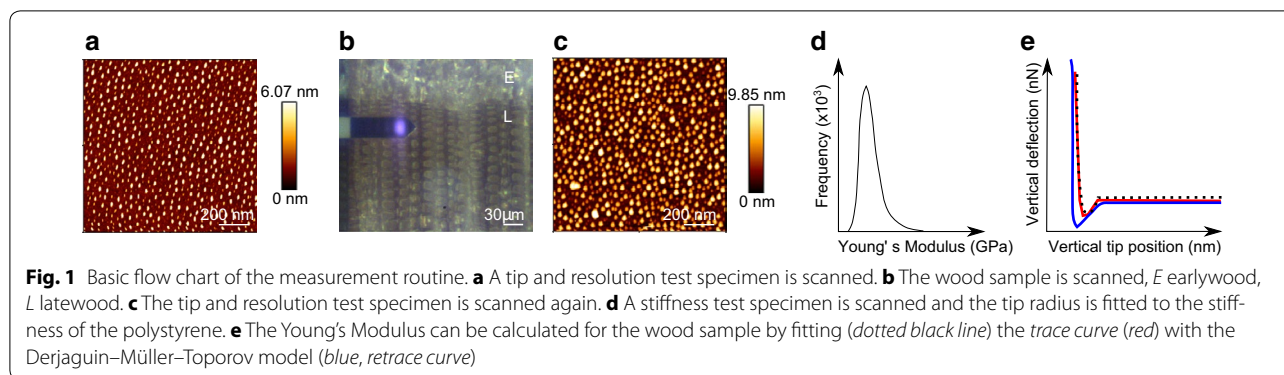 a
b
c
d
e
6.07 nm
0 nm
200 nm
E
L
30µm
9.85 nm
0 nm
200 nm
Frequency (x10³)
Young' s Modulus (GPa)
Vertical deflection (nN)
Vertical tip position (nm)
Fig. 1 Basic flow chart of the measurement routine. a A tip and resolution test specimen is scanned. b The wood sample is scanned, E earlywood,
L latewood. c The tip and resolution test specimen is scanned again. d A stiffness test specimen is scanned and the tip radius is fitted to the stiff-
ness of the polystyrene. e The Young's Modulus can be calculated for the wood sample by fitting (dotted black line) the trace curve (red) with the
Derjaguin–Müller–Toporov model (blue, retrace curve)